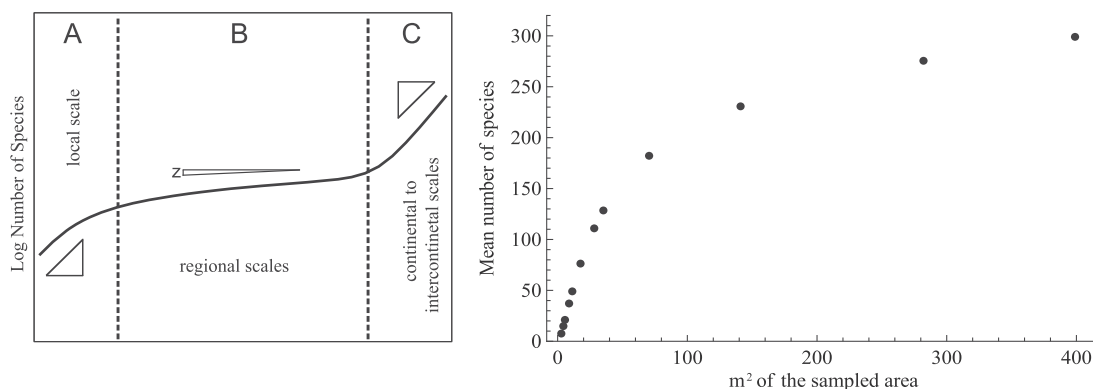 A
B
C
Log Number of Species
local scale
z
regional scales
continental to
intercontinetal scales
Mean number of species
300
250
200
150
100
50
0
0 100 200 300 400
m² of the sampled area